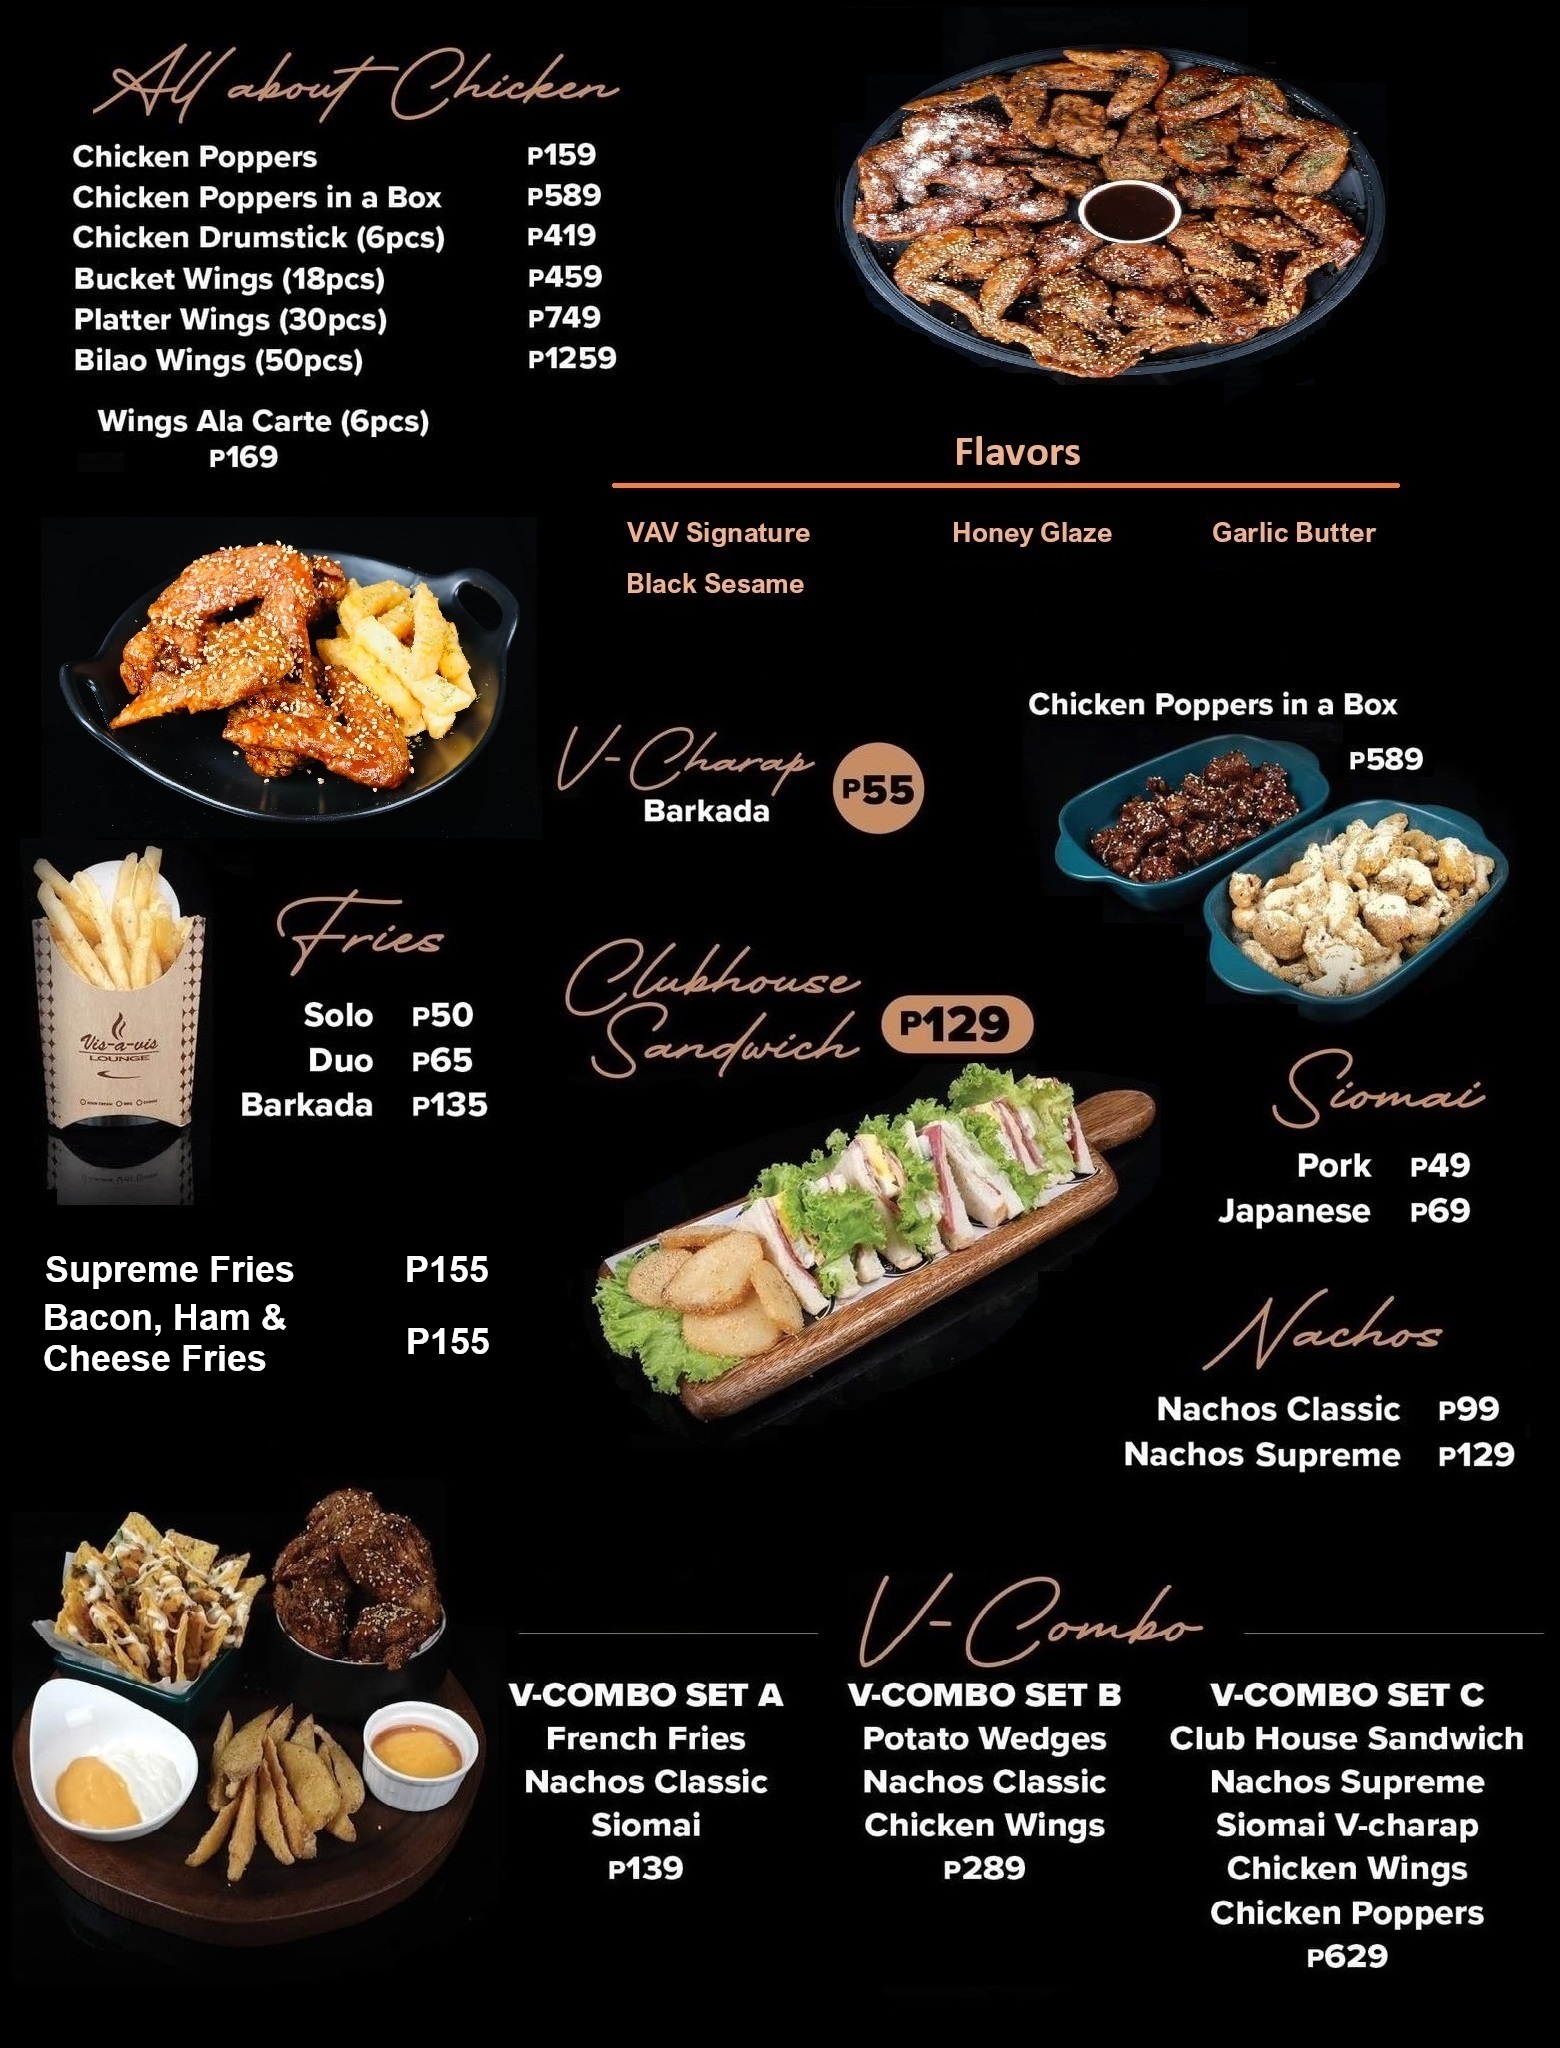 All about Chicken
Chicken Poppers P159
Chicken Poppers in a Box P589
Chicken Drumstick (6pcs) P419
Bucket Wings (18pcs) P459
Platter Wings (30pcs) P749
Bilao Wings (50pcs) P1259
Wings Ala Carte (6pcs)
P169
Flavors
VAV Signature Honey Glaze Garlic Butter
Black Sesame
V-Charap
Barkada
P55
Chicken Poppers in a Box
P589
Fries
Solo P50
Duo P65
Barkada P135
Vis-a-vis
LOUNGE
Supreme Fries P155
Bacon, Ham &
Cheese Fries P155
Clubhouse
Sandwich
P129
Siomai
Pork P49
Japanese P69
Nachos
Nachos Classic P99
Nachos Supreme P129
V-Combo
V-COMBO SET A
French Fries
Nachos Classic
Siomai
P139
V-COMBO SET B
Potato Wedges
Nachos Classic
Chicken Wings
P289
V-COMBO SET C
Club House Sandwich
Nachos Supreme
Siomai V-charap
Chicken Wings
Chicken Poppers
P629